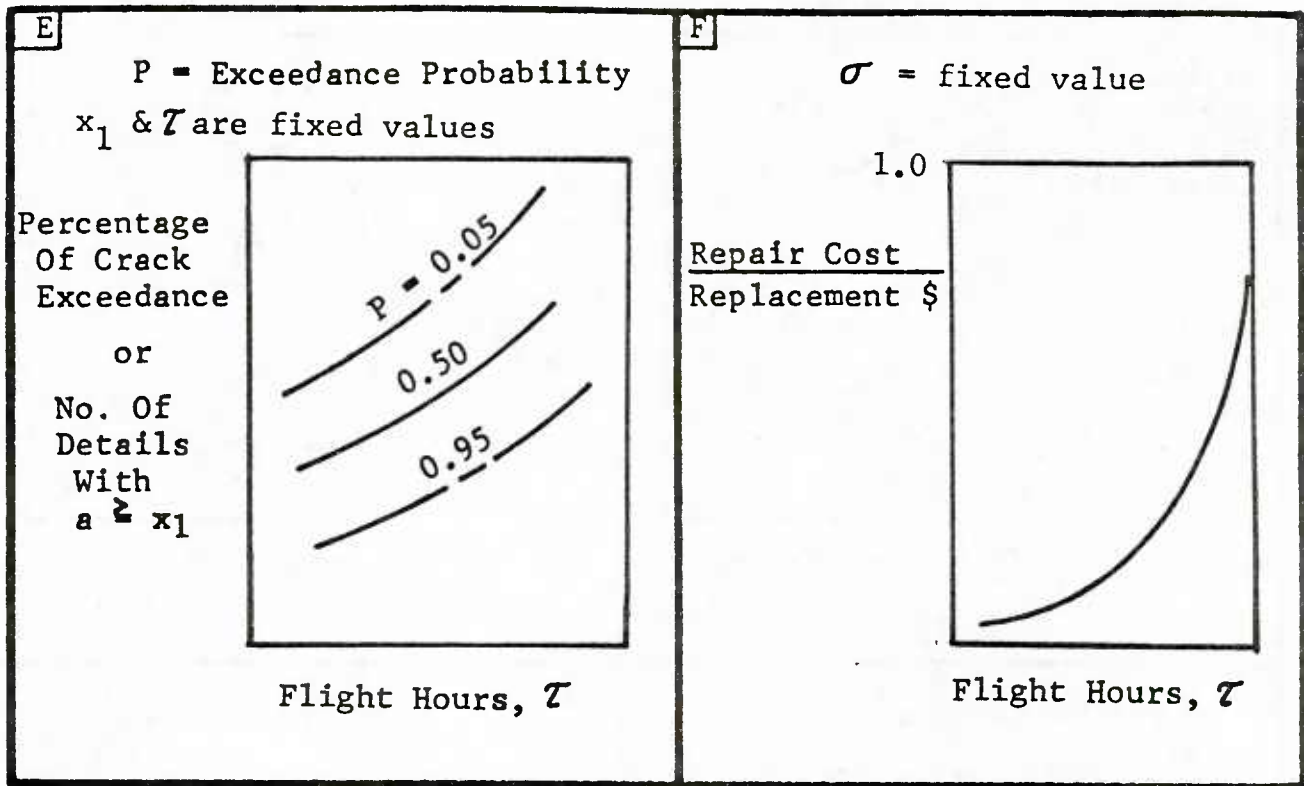 E
P = Exceedance Probability
x1 & τ are fixed values
Percentage
Of Crack
Exceedance
or
No. Of
Details
With
a ≥ x1
P = 0.05
0.50
0.95
Flight Hours, τ
F
σ = fixed value
1.0
Repair Cost
Replacement $
Flight Hours, τ